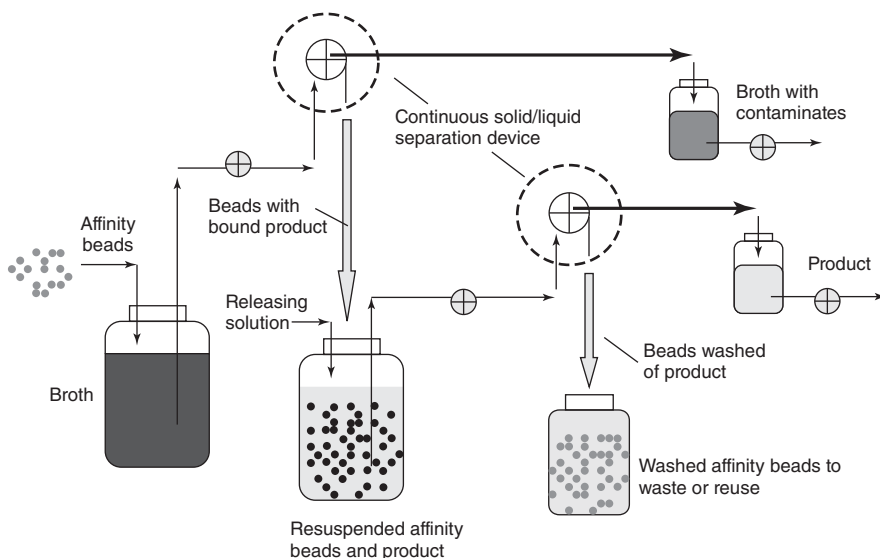 Continuous solid/liquid
separation device
Broth with
contaminates
Affinity
beads
Beads with
bound product
Releasing
solution
Product
Broth
Beads washed
of product
Washed affinity beads to
waste or reuse
Resuspended affinity
beads and product